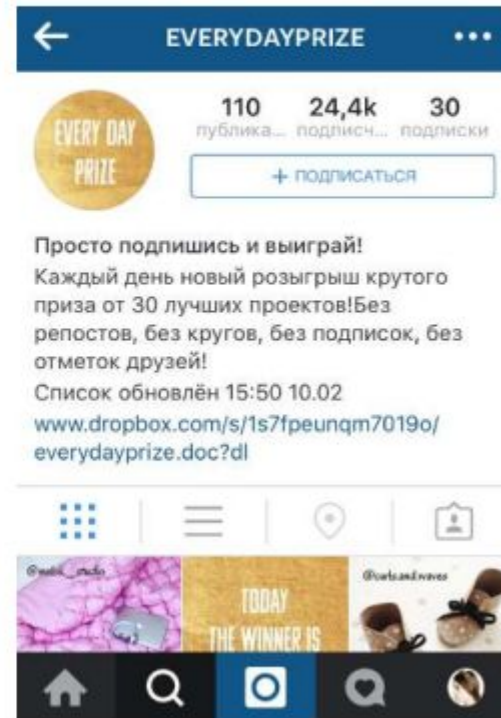 EVERYDAYPRIZE
EVERY DAY
PRIZE
110 24,4k 30
публика... подписч... подписки
+ ПОДПИСАТЬСЯ
Просто подпишись и выиграй!
Каждый день новый розыгрыш крутого
приза от 30 лучших проектов!Без
репостов, без кругов, без подписок, без
отметок друзей!
Список обновлён 15:50 10.02
www.dropbox.com/s/1s7fpeunqm7019o/
everydayprize.doc?dl
@curlsandwaves
TODAY
THE WINNER IS